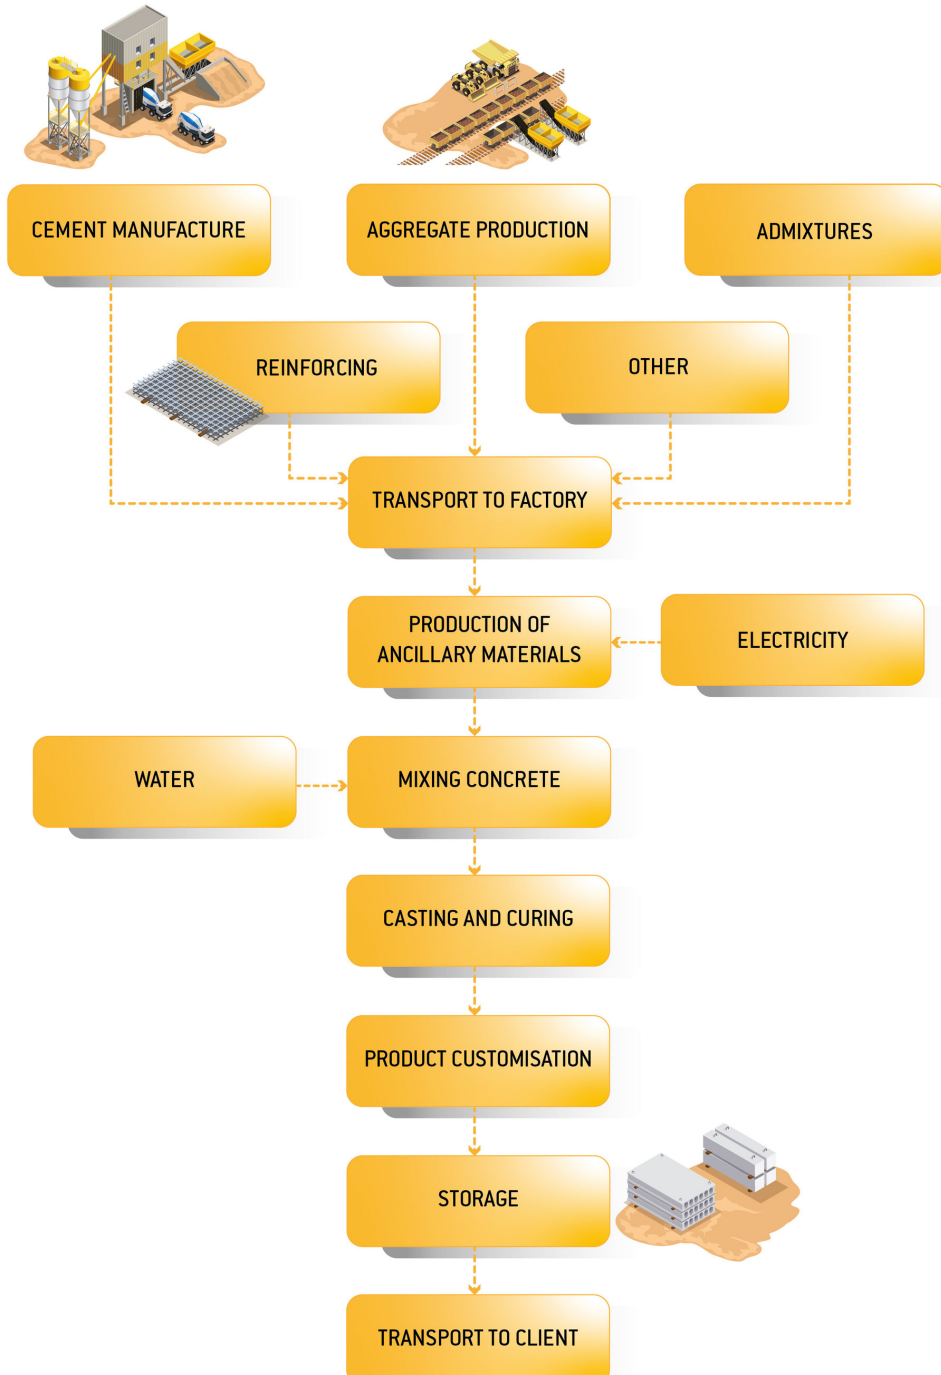 CEMENT MANUFACTURE
AGGREGATE PRODUCTION
ADMIXTURES
REINFORCING
OTHER
TRANSPORT TO FACTORY
PRODUCTION OF
ANCILLARY MATERIALS
ELECTRICITY
WATER
MIXING CONCRETE
CASTING AND CURING
PRODUCT CUSTOMISATION
STORAGE
TRANSPORT TO CLIENT